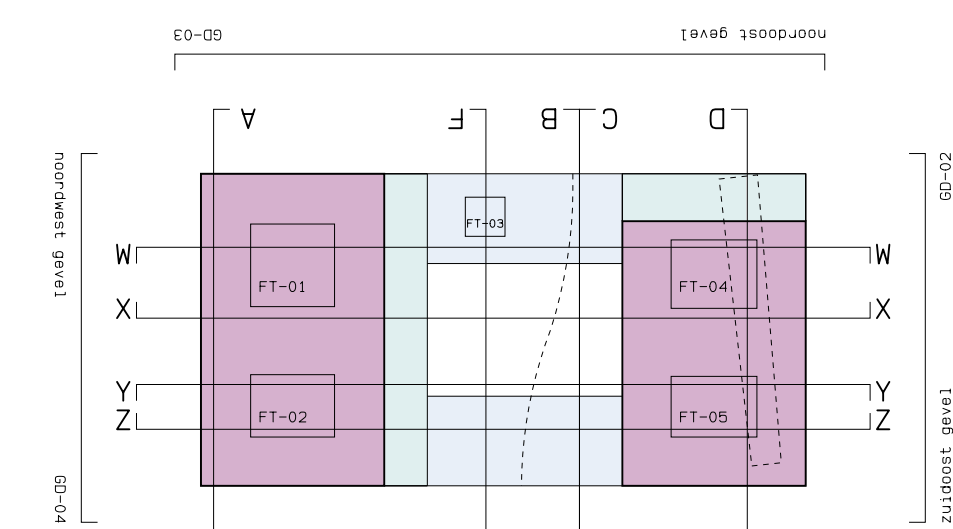 GD-03
noordoost gevel
A
F
B
C
D
noordwest gevel
GD-02
FT-03
M
M
FT-01
FT-04
X
X
Y
Y
FT-02
FT-05
Z
Z
GD-04
zuidoost gevel